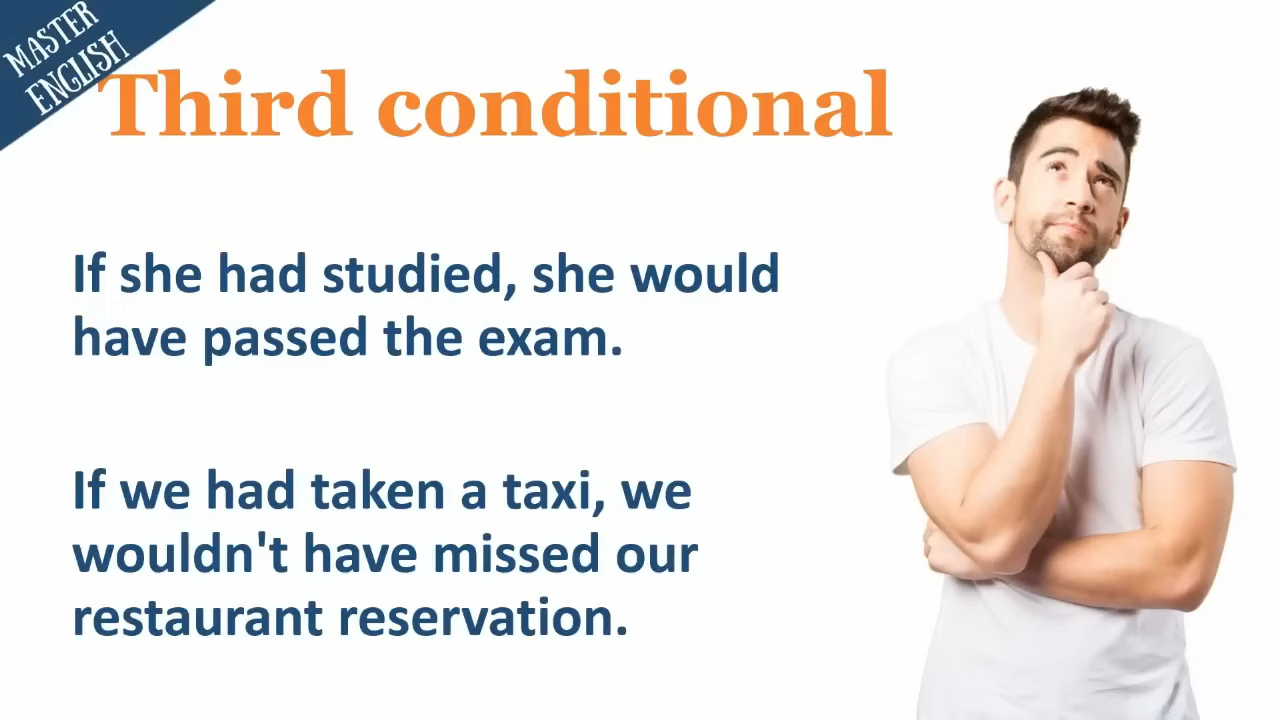 MASTER
ENGLISH
Third conditional
If she had studied, she would
have passed the exam.
If we had taken a taxi, we
wouldn't have missed our
restaurant reservation.